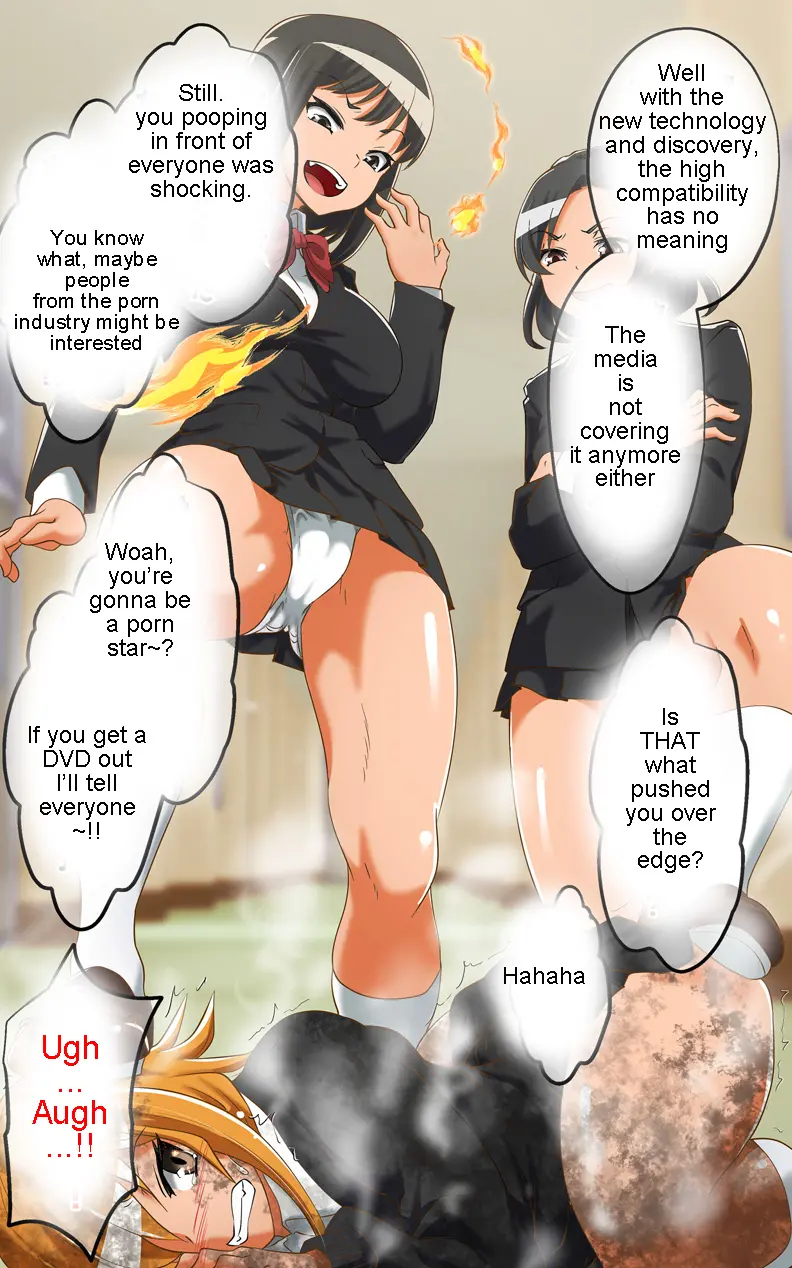 Well
with the
new technology
and discovery,
the high
compatibility
has no
meaning
The
media
is
not
covering
it anymore
either
Still.
you pooping
in front of
everyone was
shocking.
You know
what, maybe
people
from the porn
industry might be
interested
Is
THAT
what
pushed
you over
the
edge?
Woah,
you're
gonna be
a porn
star~?
If you get a
DVD out
I'll tell
everyone
~!!
Hahaha
Ugh
...
Augh
...!!